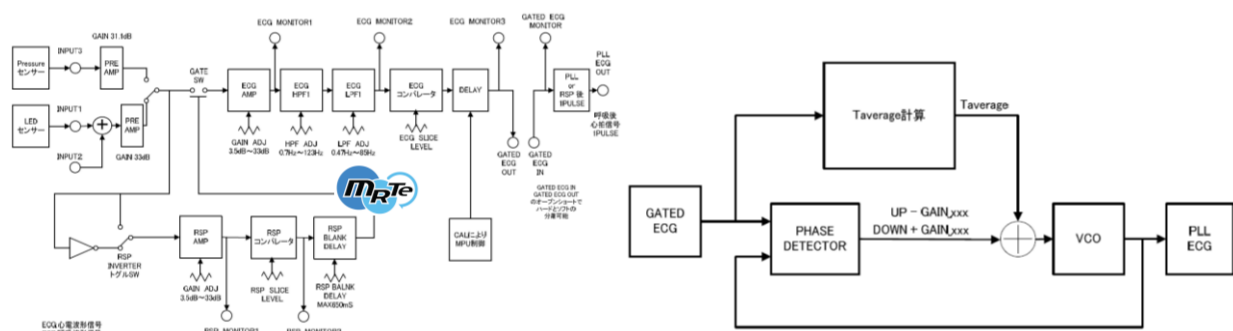 ECG MONITOR1
ECG MONITOR2
ECG MONITOR3
GATED ECG
MONITOR
PLL
ECG
OUT
GAIN 31.1dB
INPUT3
Pressure
センサー
PRE
AMP
GATE
SW
ECG
AMP
ECG
HPF1
ECG
LPF1
ECG
コンパレータ
DELAY
PLL
or
RSP 後
1PULSE
呼吸後
心拍信号
1PULSE
LED
センサー
INPUT1
PRE
AMP
INPUT2
GAIN 33dB
GAIN ADJ
3.5dB~33dB
HPF ADJ
0.7Hz~123Hz
LPF ADJ
0.47Hz~85Hz
ECG SLICE
LEVEL
GATED
ECG
OUT
GATED
ECG
IN
GATED ECG IN
GATED ECG OUT
のオープンショートで
ハードとソフトの
分離可能
MRTe
RSP
INVERTER
トグルSW
RSP
AMP
RSP
コンパレータ
RSP
BLANK
DELAY
CALにより
MPU制御
GAIN ADJ
3.5dB~33dB
RSP SLICE
LEVEL
RSP BALNK
DELAY
MAX850mS
RSP MONITOR1
ECG:心電波形信号
Taverage計算
Taverage
GATED
ECG
PHASE
DETECTOR
UP - GAIN_xxx
DOWN + GAIN_xxx
VCO
PLL
ECG